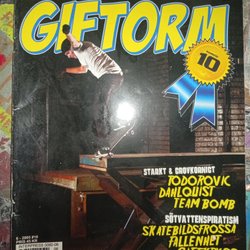 GIFTORM
10
STARKT & GROVKORNIGT
TODOROVIC
DAHLQUIST
TEAM BOMB
SÖTVATTENSPIRATISM
SKATEBILDSFROSSA
FALLENHET